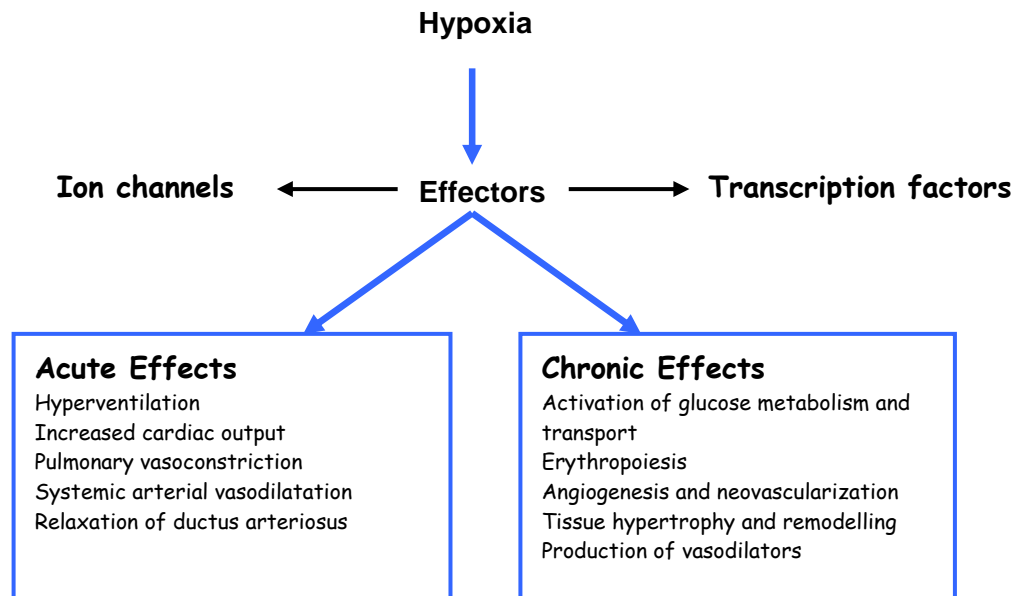 Hypoxia
Ion channels
Effectors
Transcription factors
Acute Effects
Hyperventilation
Increased cardiac output
Pulmonary vasoconstriction
Systemic arterial vasodilatation
Relaxation of ductus arteriosus
Chronic Effects
Activation of glucose metabolism and
transport
Erythropoiesis
Angiogenesis and neovascularization
Tissue hypertrophy and remodelling
Production of vasodilators